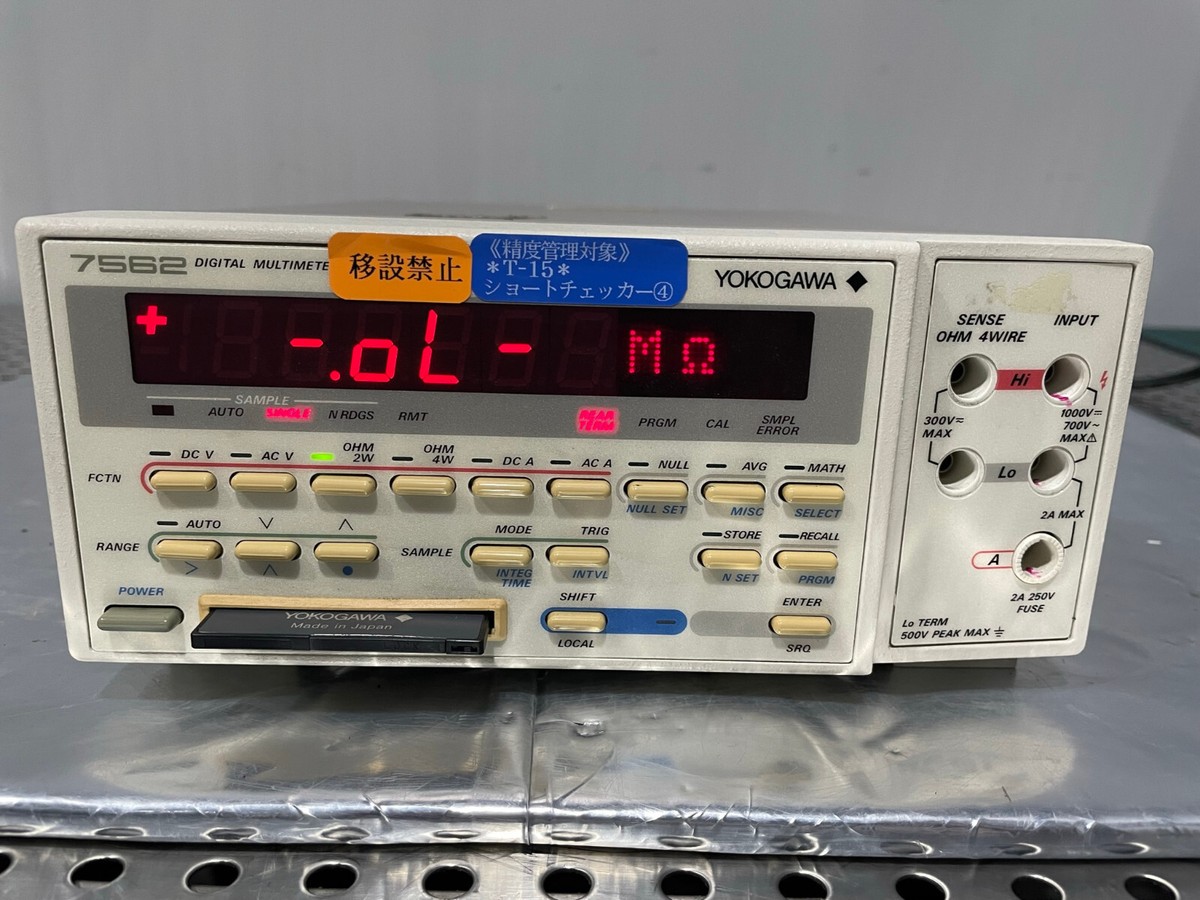 7562 DIGITAL MULTIMETE
移設禁止
《精度管理対象》
*T-15*
ショートチェッカー④
YOKOGAWA
+ -.oL- MΩ
SAMPLE
AUTO SINGLE N RDGS RMT REAR TERM PRGM CAL SMPL ERROR
FCTN
DC V AC V OHM 2W OHM 4W DC A AC A NULL AVG MATH
NULL SET MISC SELECT
RANGE
AUTO
SAMPLE
MODE TRIG STORE RECALL
INTEG TIME INTVL N SET PRGM
POWER
YOKOGAWA
Made in Japan
SHIFT
LOCAL
ENTER
SRQ
SENSE
OHM 4WIRE
INPUT
Hi
300V
MAX
1000V
700V~
MAX
Lo
2A MAX
A
2A 250V
FUSE
Lo TERM
500V PEAK MAX